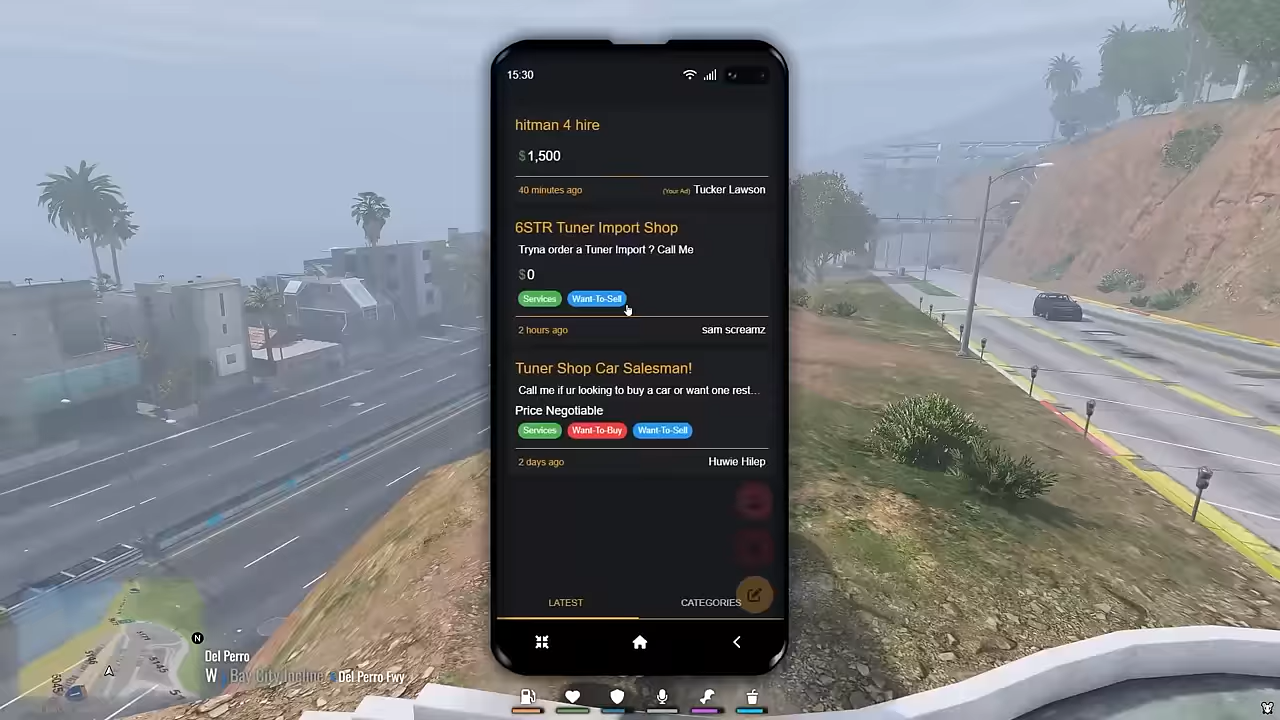 15:30
hitman 4 hire
$1,500
40 minutes ago (Your Ad) Tucker Lawson
6STR Tuner Import Shop
Tryna order a Tuner Import ? Call Me
$0
Services Want-To-Sell
2 hours ago sam screamz
Tuner Shop Car Salesman!
Call me if ur looking to buy a car or want one rest...
Price Negotiable
Services Want-To-Buy Want-To-Sell
2 days ago Huwie Hilep
LATEST CATEGORIES
N
Del Perro
W Bay City Incline Del Perro Fwy